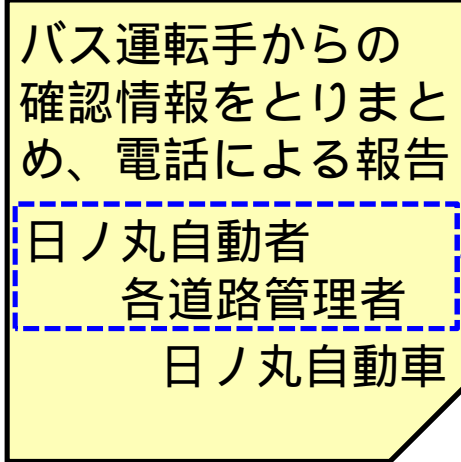 バス運転手からの
確認情報をとりまと
め、電話による報告
日ノ丸自動者
各道路管理者
日ノ丸自動車